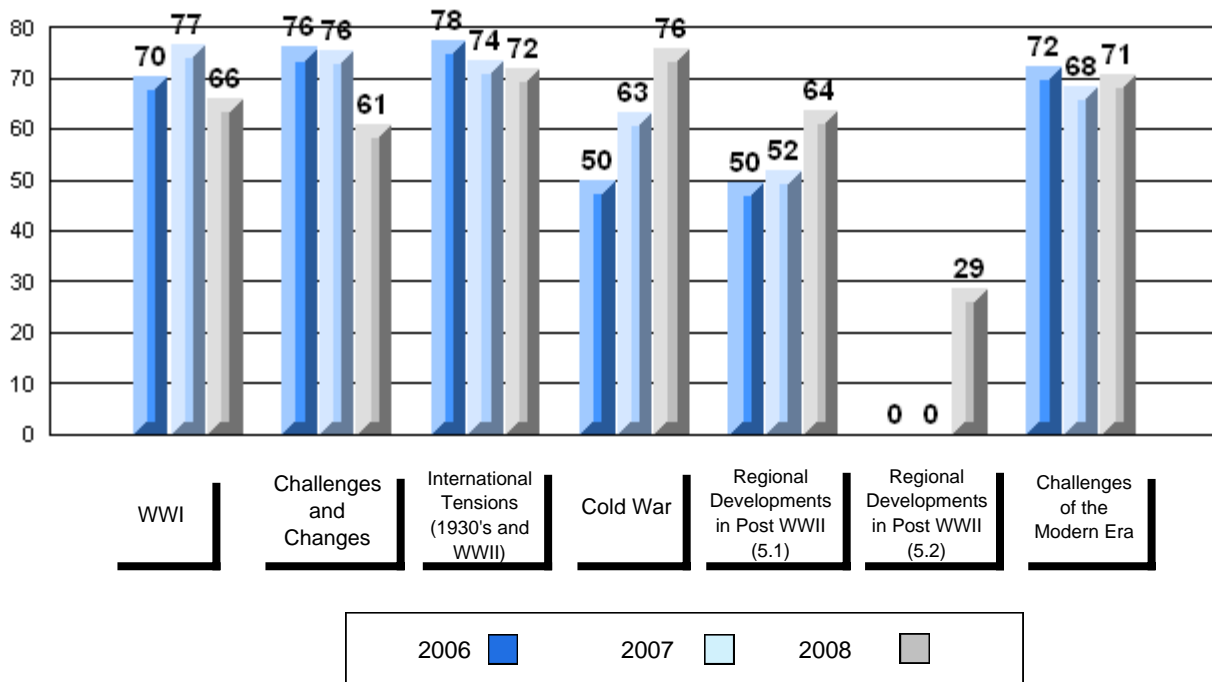 80
70
60
50
40
30
20
10
0
70
77
66
76
76
61
78
74
72
50
63
76
50
52
64
0
0
29
72
68
71
WWI
Challenges
and
Changes
International
Tensions
(1930's and
WWII)
Cold War
Regional
Developments
in Post WWII
(5.1)
Regional
Developments
in Post WWII
(5.2)
Challenges
of the
Modern Era
2006 2007 2008